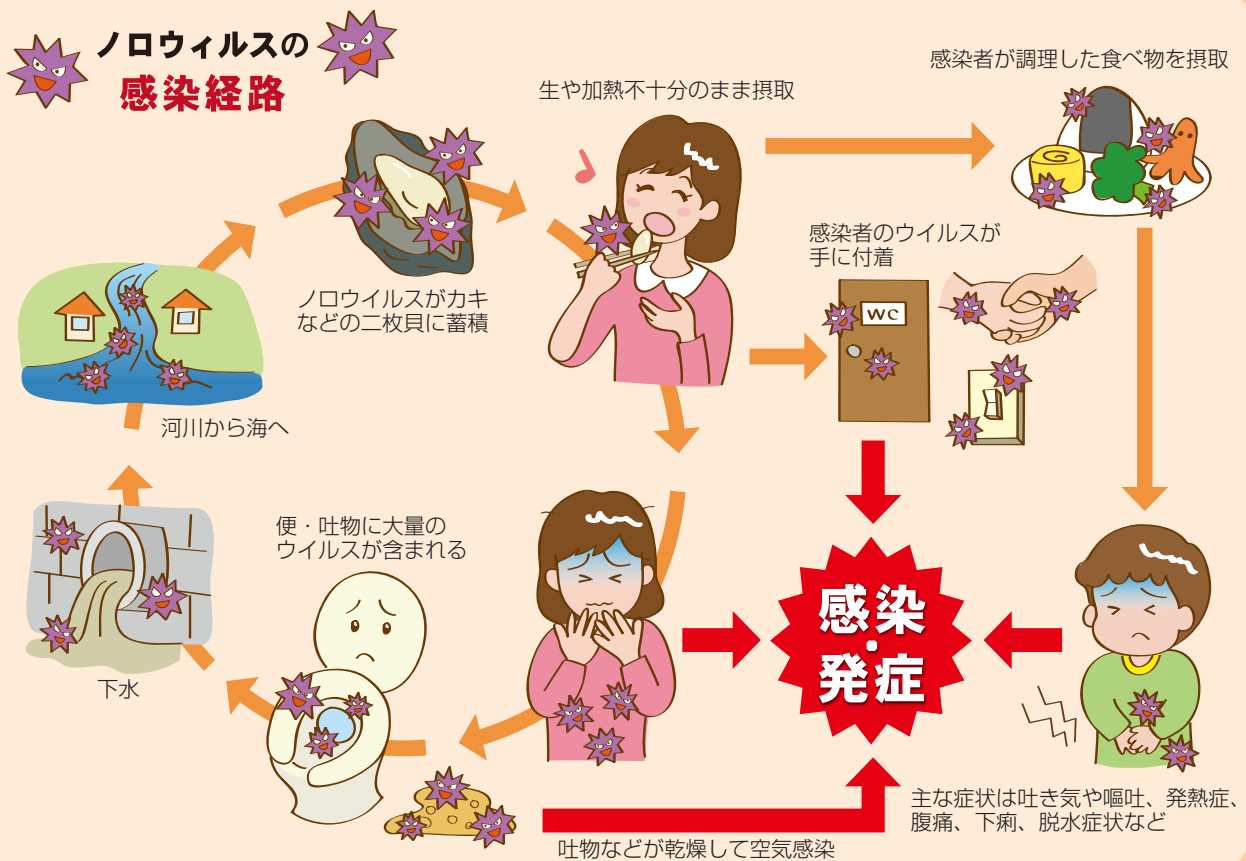 ノロウィルスの
感染経路
生や加熱不十分のまま摂取
感染者が調理した食べ物を摂取
ノロウイルスがカキ
などの二枚貝に蓄積
感染者のウイルスが
手に付着
WC
河川から海へ
便・吐物に大量の
ウイルスが含まれる
下水
感染
・
発症
主な症状は吐き気や嘔吐、発熱症、
腹痛、下痢、脱水症状など
吐物などが乾燥して空気感染